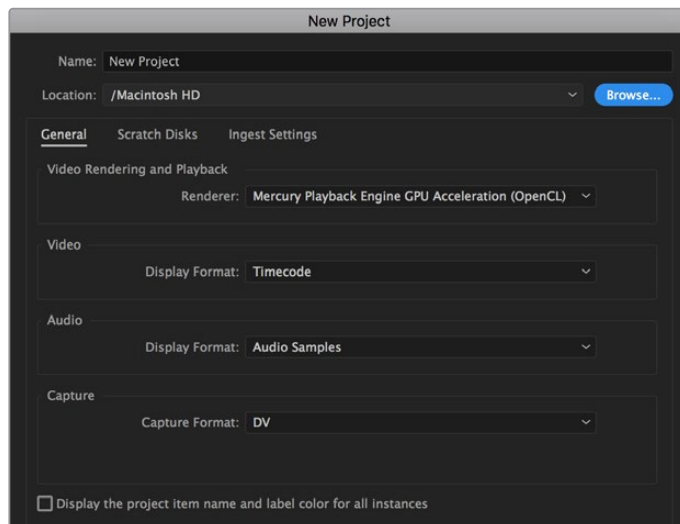 New Project
Name: New Project
Location: /Macintosh HD Browse...
General Scratch Disks Ingest Settings
Video Rendering and Playback
Renderer: Mercury Playback Engine GPU Acceleration (OpenCL)
Video
Display Format: Timecode
Audio
Display Format: Audio Samples
Capture
Capture Format: DV
Display the project item name and label color for all instances